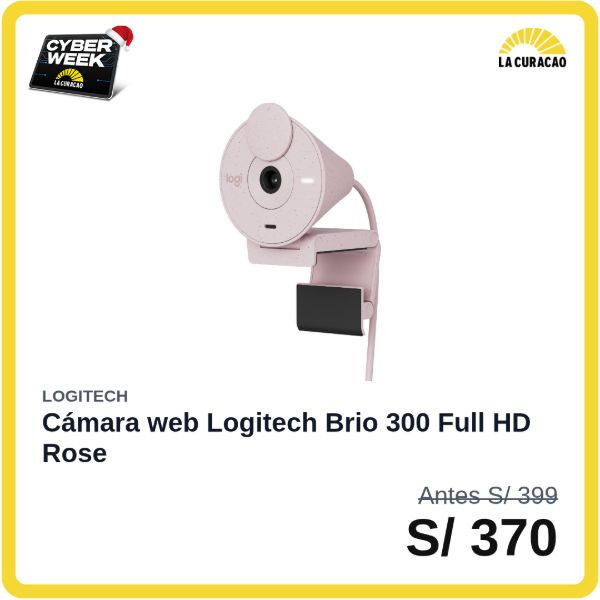 CYBER
WEEK
LA CURACAO
LA CURACAO
logi
LOGITECH
Cámara web Logitech Brio 300 Full HD
Rose
Antes S/ 399
S/ 370